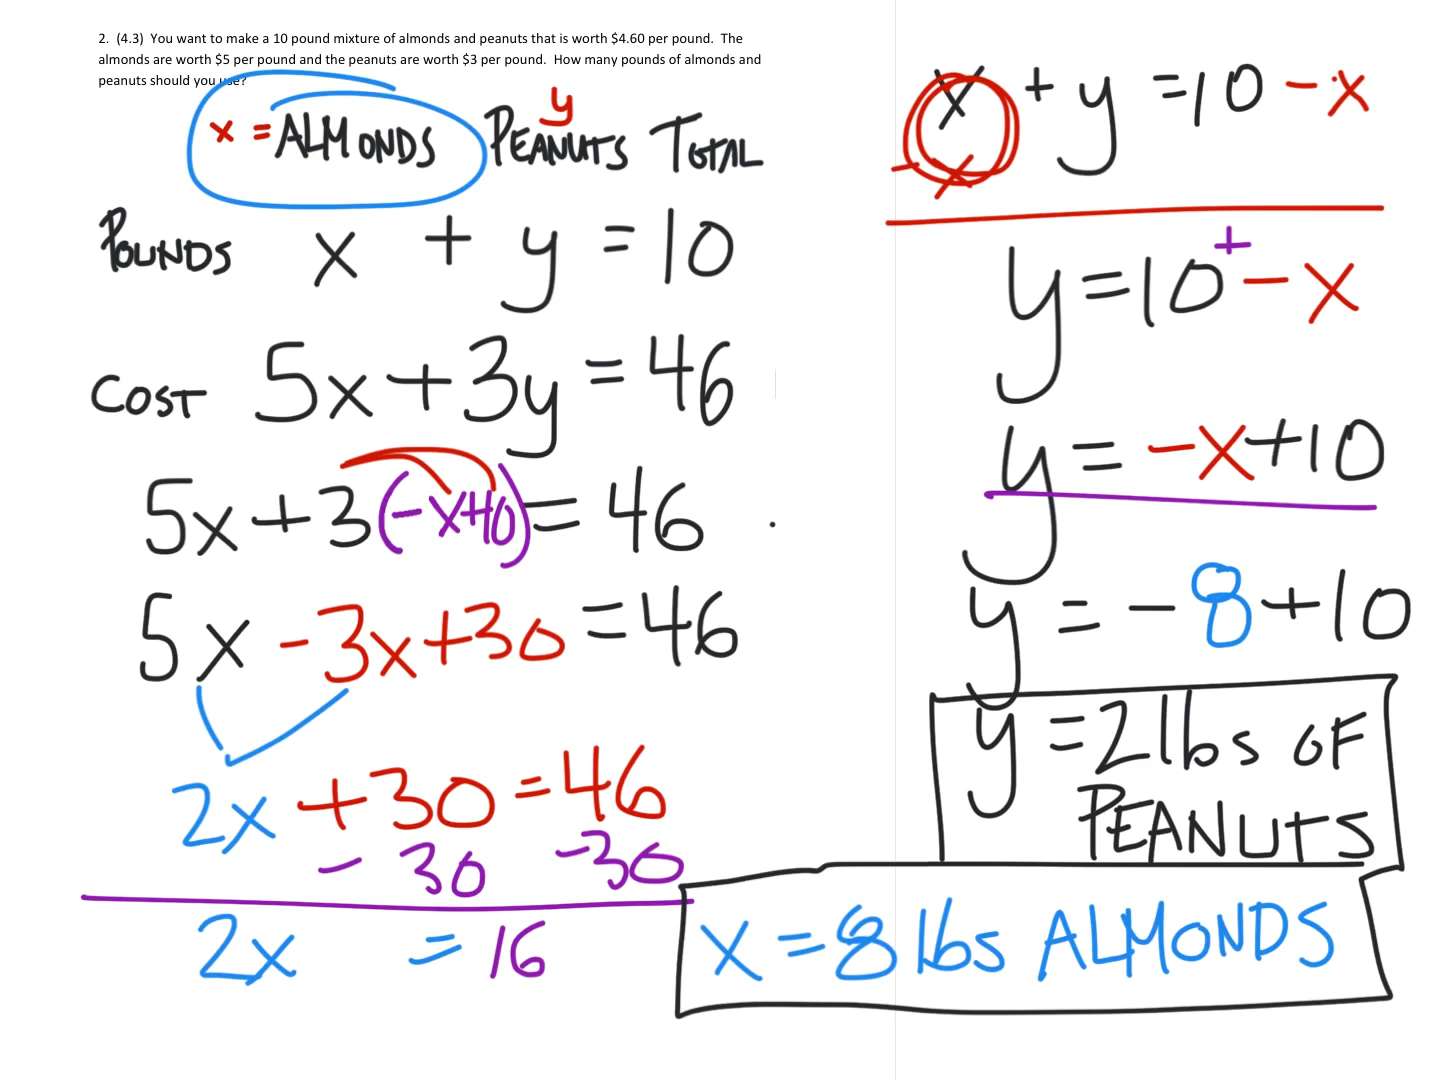 2. (4.3) You want to make a 10 pound mixture of almonds and peanuts that is worth $4.60 per pound. The
almonds are worth $5 per pound and the peanuts are worth $3 per pound. How many pounds of almonds and
peanuts should you use?
y
x = ALMONDS PEANUTS TOTAL
POUNDS x + y = 10
COST 5x + 3y = 46
5x + 3(-x+10) = 46
5x - 3x + 30 = 46
2x + 30 = 46
- 30 -30
2x = 16
x + y = 10 - x
- x
+
y = 10 - x
y = -x + 10
y = -8 + 10
y = 2 lbs OF
PEANUTS
x = 8 lbs ALMONDS